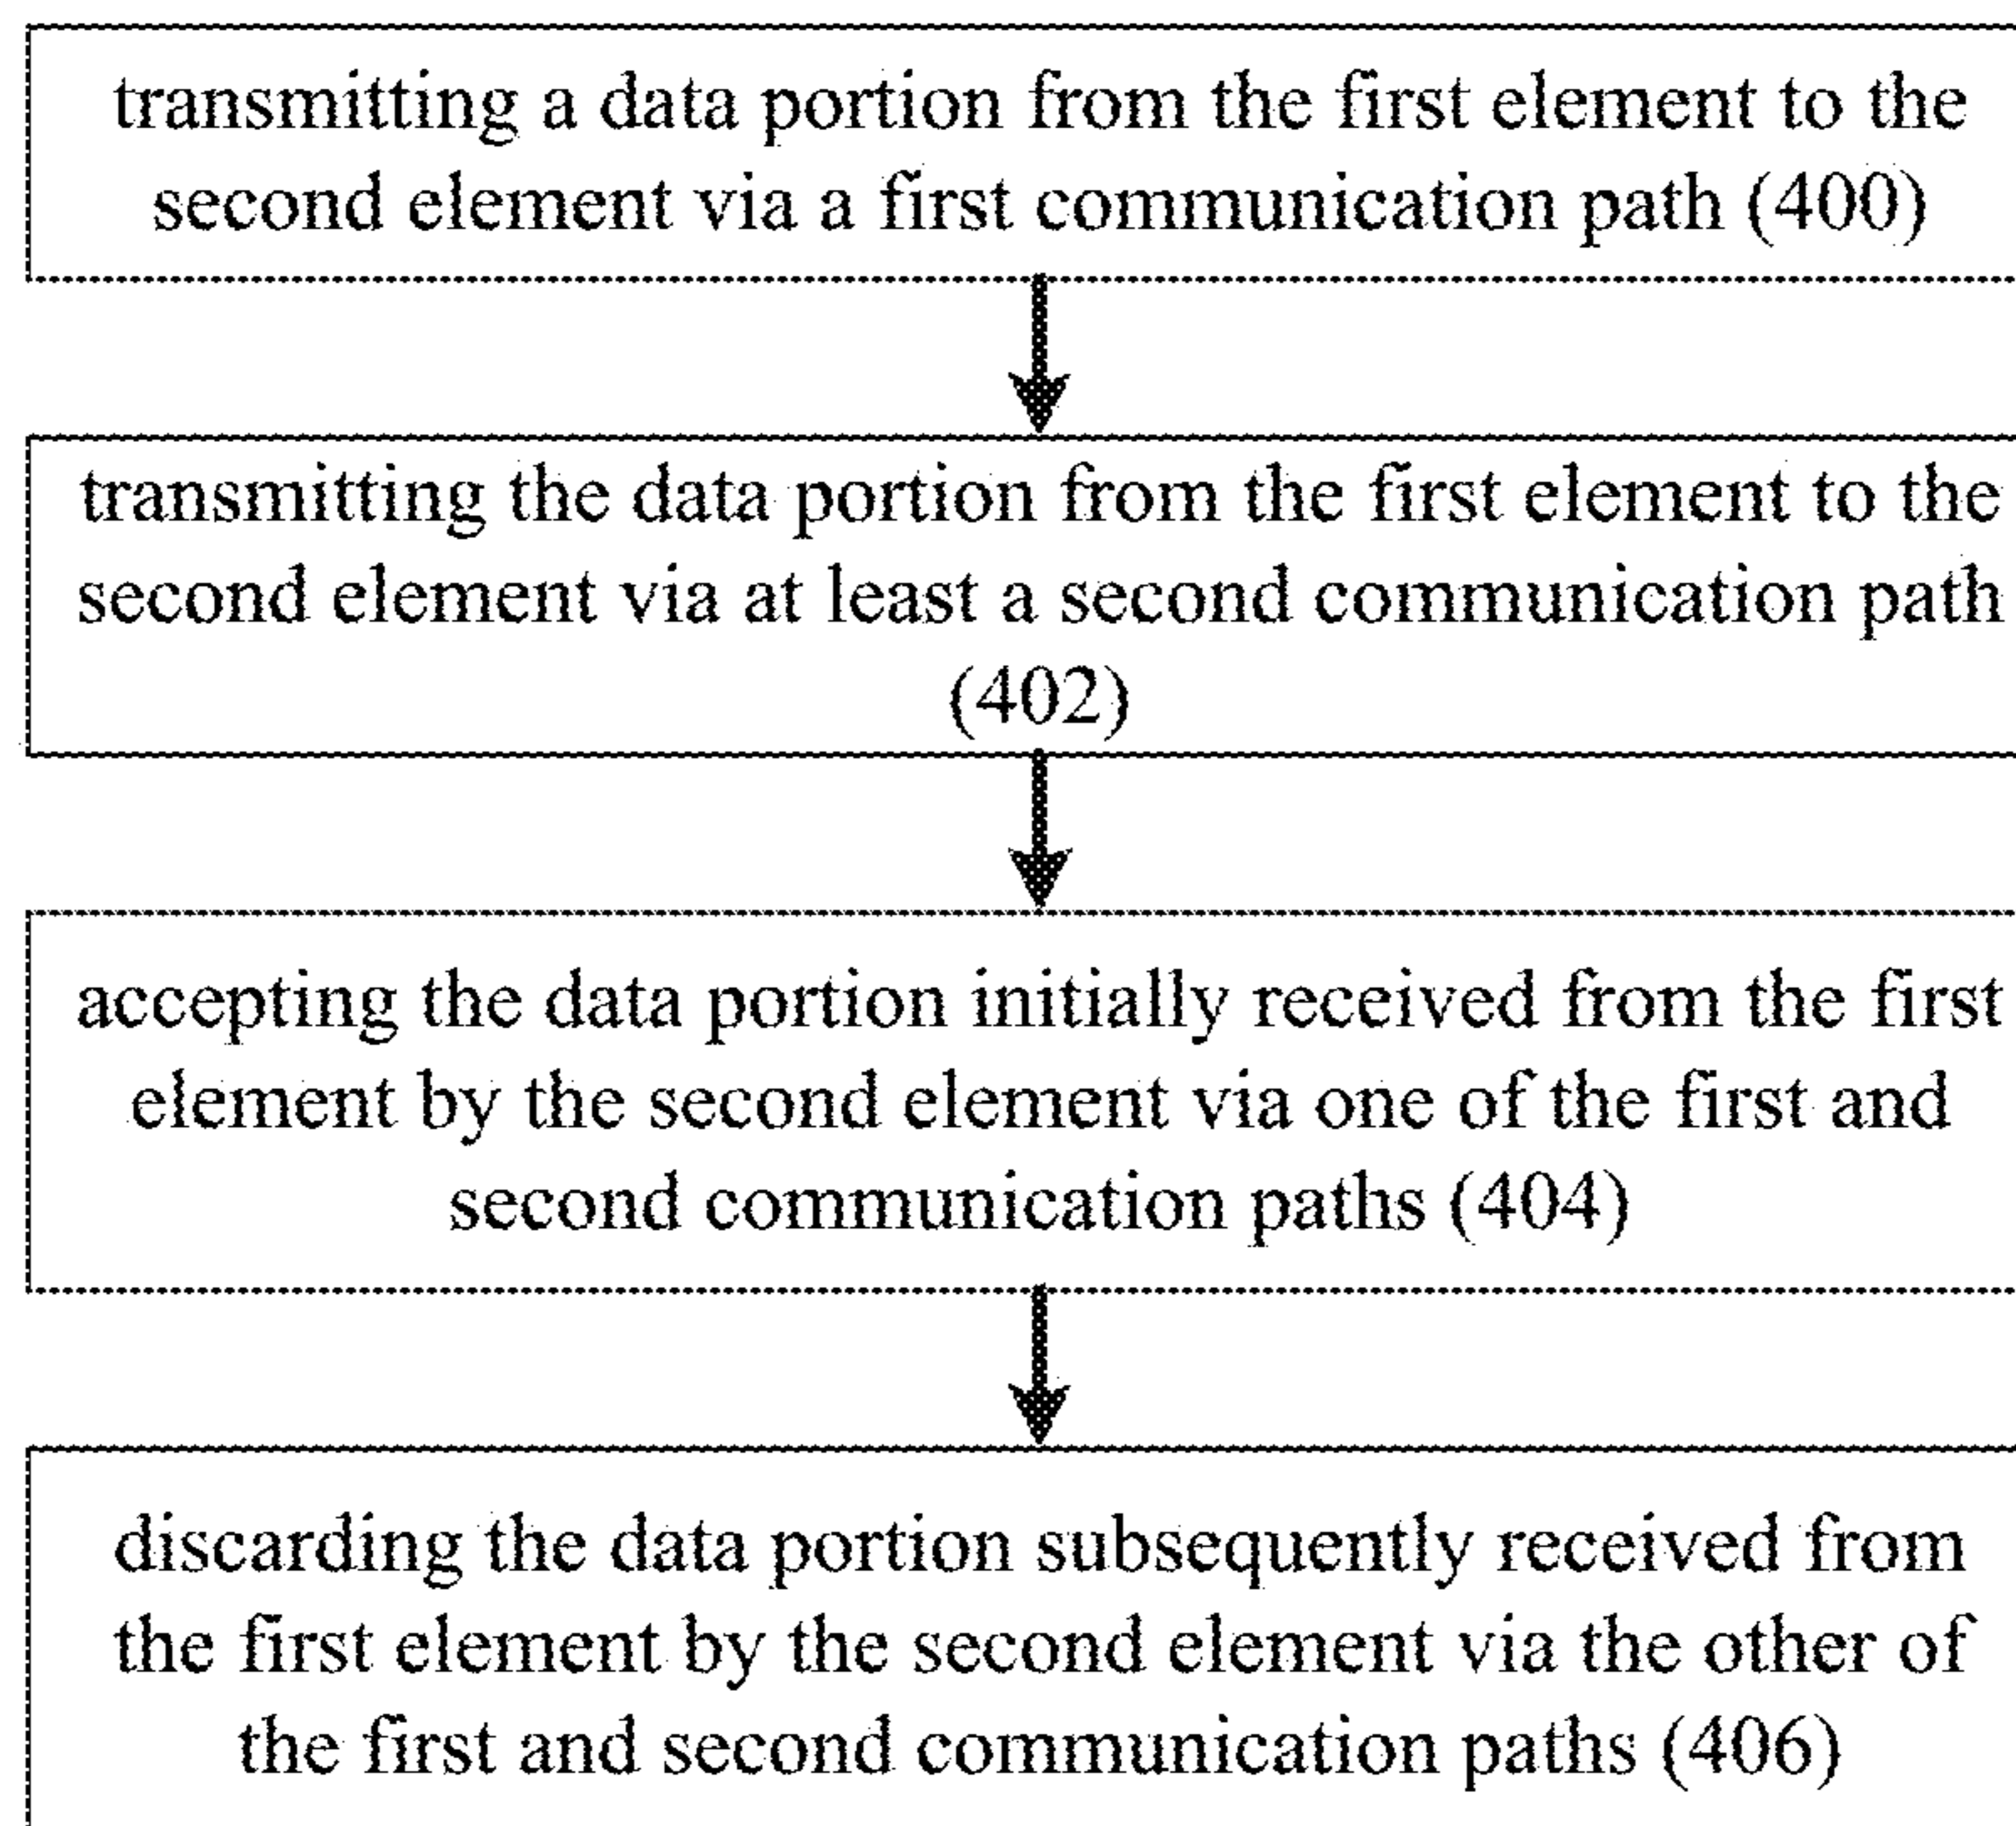 transmitting a data portion from the first element to the
second element via a first communication path (400)
transmitting the data portion from the first element to the
second element via at least a second communication path
(402)
accepting the data portion initially received from the first
element by the second element via one of the first and
second communication paths (404)
discarding the data portion subsequently received from
the first element by the second element via the other of
the first and second communication paths (406)